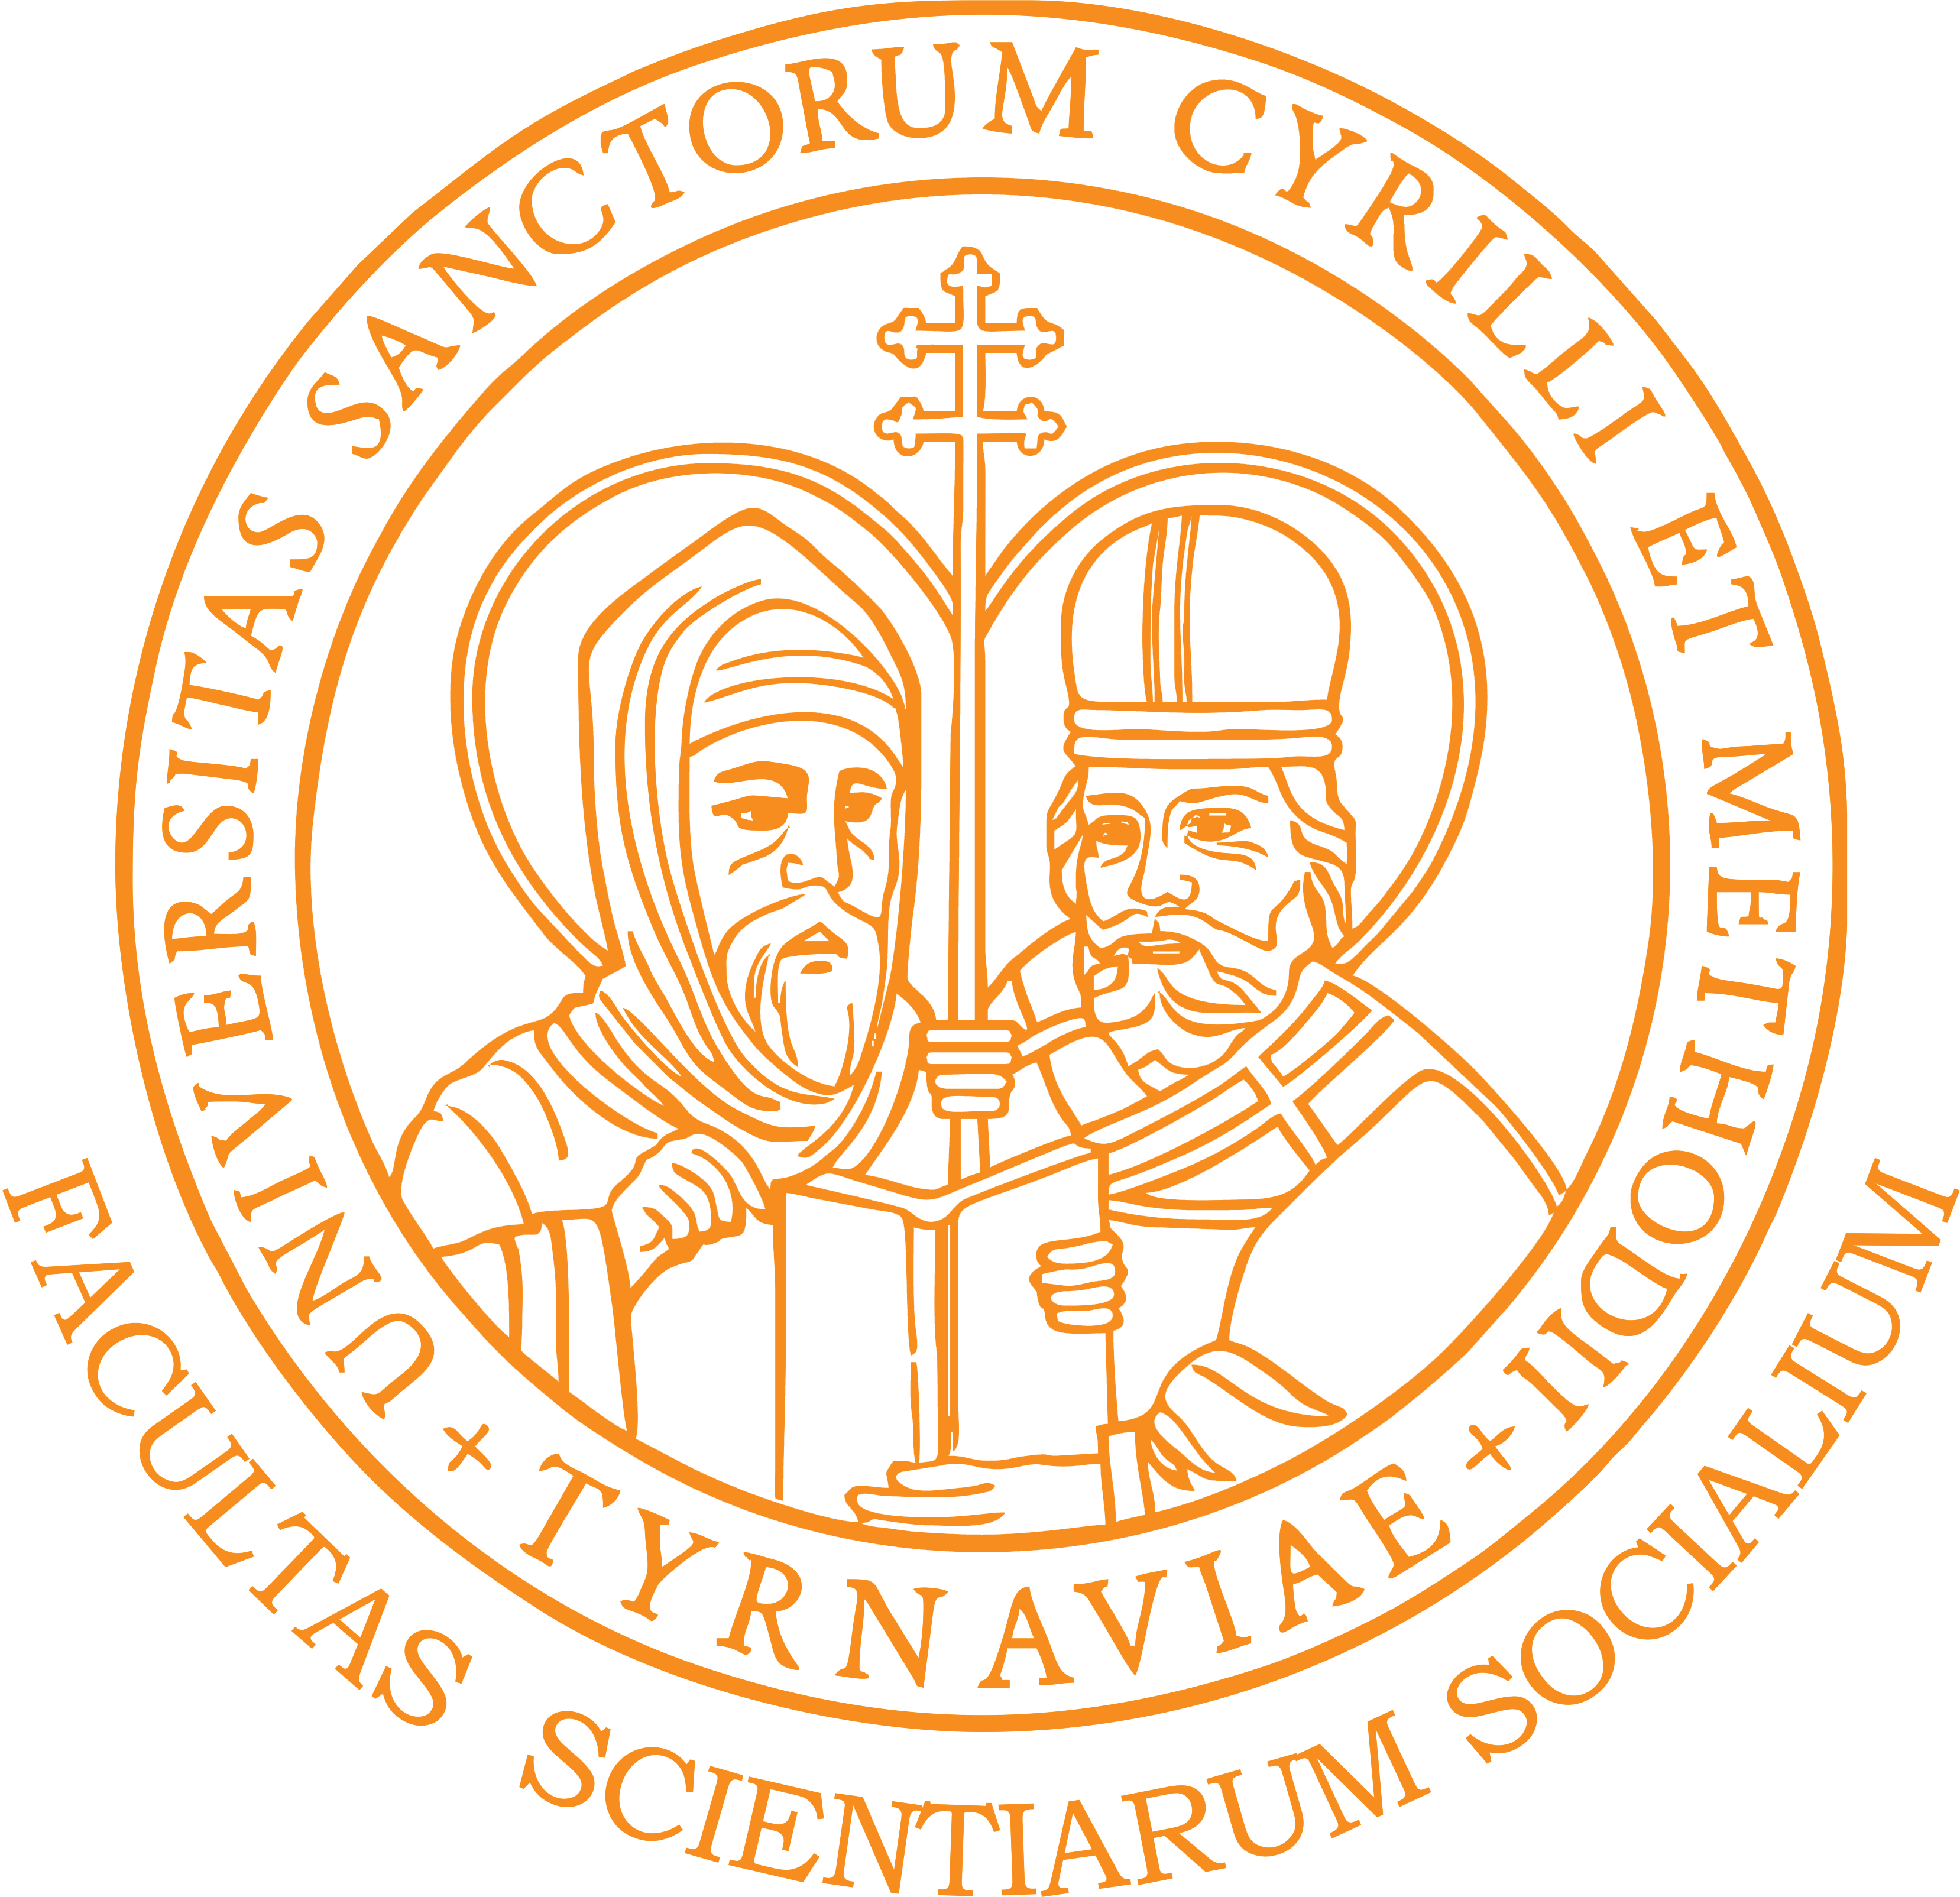 UNIVERSITAS SANCTORUM CYRILLI ET METHODII + TYRNAVIAE +
FACULTAS SCIENTIARUM SOCIALIUM